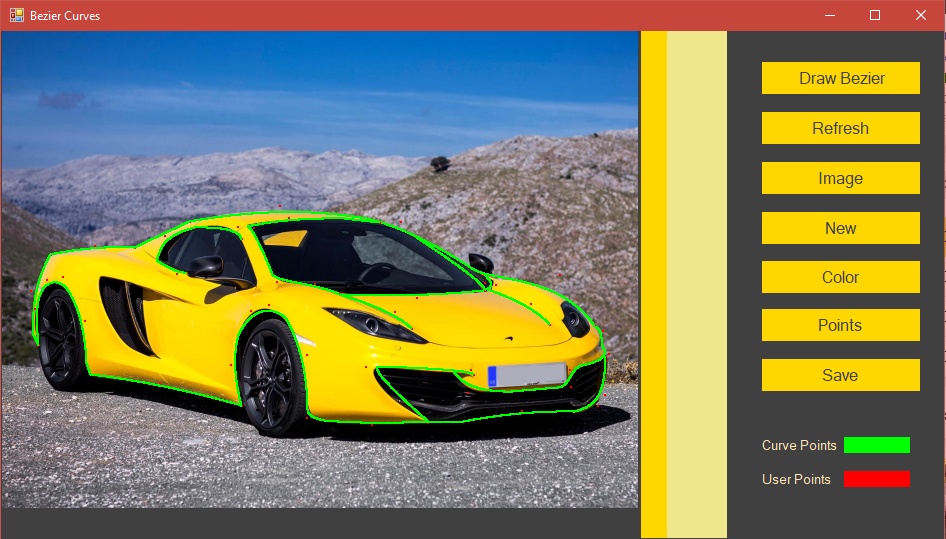 Bezier Curves
Draw Bezier
Refresh
Image
New
Color
Points
Save
Curve Points
User Points